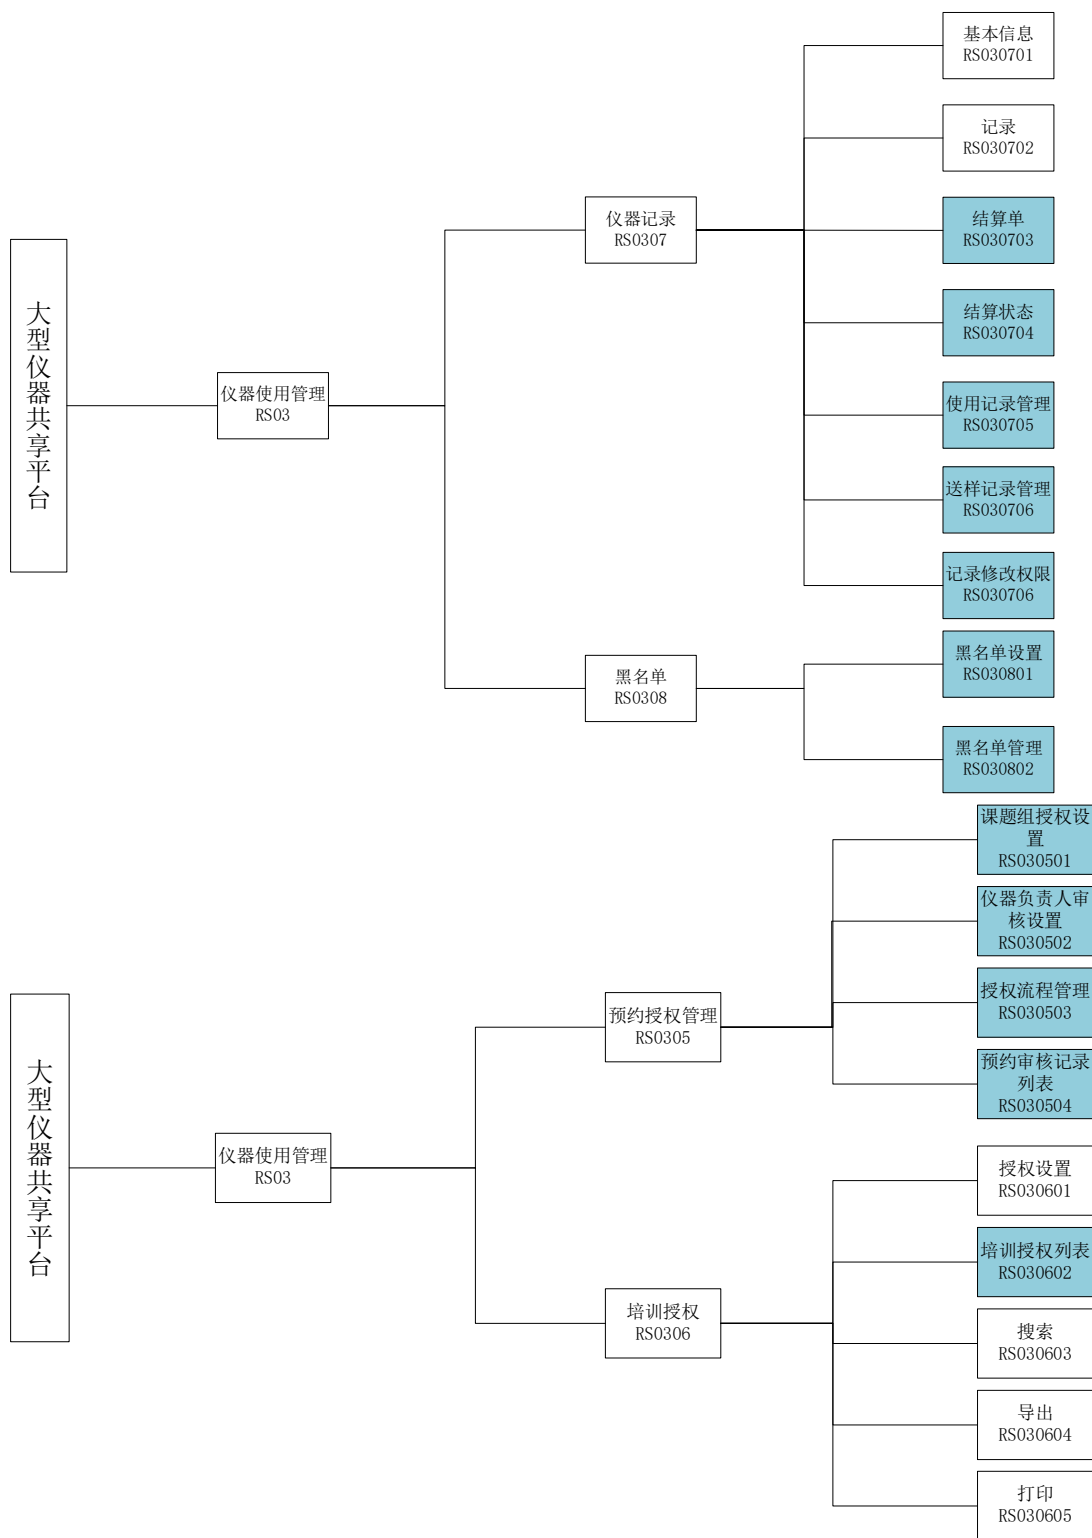 大型仪器共享平台
仪器使用管理
RS03
仪器记录
RS0307
基本信息
RS030701
记录
RS030702
结算单
RS030703
结算状态
RS030704
使用记录管理
RS030705
送样记录管理
RS030706
记录修改权限
RS030706
黑名单
RS0308
黑名单设置
RS030801
黑名单管理
RS030802
大型仪器共享平台
仪器使用管理
RS03
预约授权管理
RS0305
课题组授权设
置
RS030501
仪器负责人审
核设置
RS030502
授权流程管理
RS030503
预约审核记录
列表
RS030504
培训授权
RS0306
授权设置
RS030601
培训授权列表
RS030602
搜索
RS030603
导出
RS030604
打印
RS030605